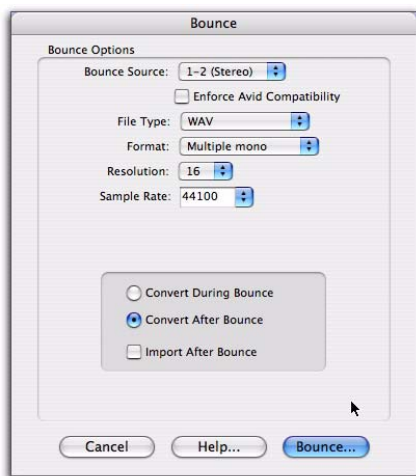 Bounce
Bounce Options
Bounce Source: 1-2 (Stereo)
Enforce Avid Compatibility
File Type: WAV
Format: Multiple mono
Resolution: 16
Sample Rate: 44100
Convert During Bounce
Convert After Bounce
Import After Bounce
Cancel Help... Bounce...